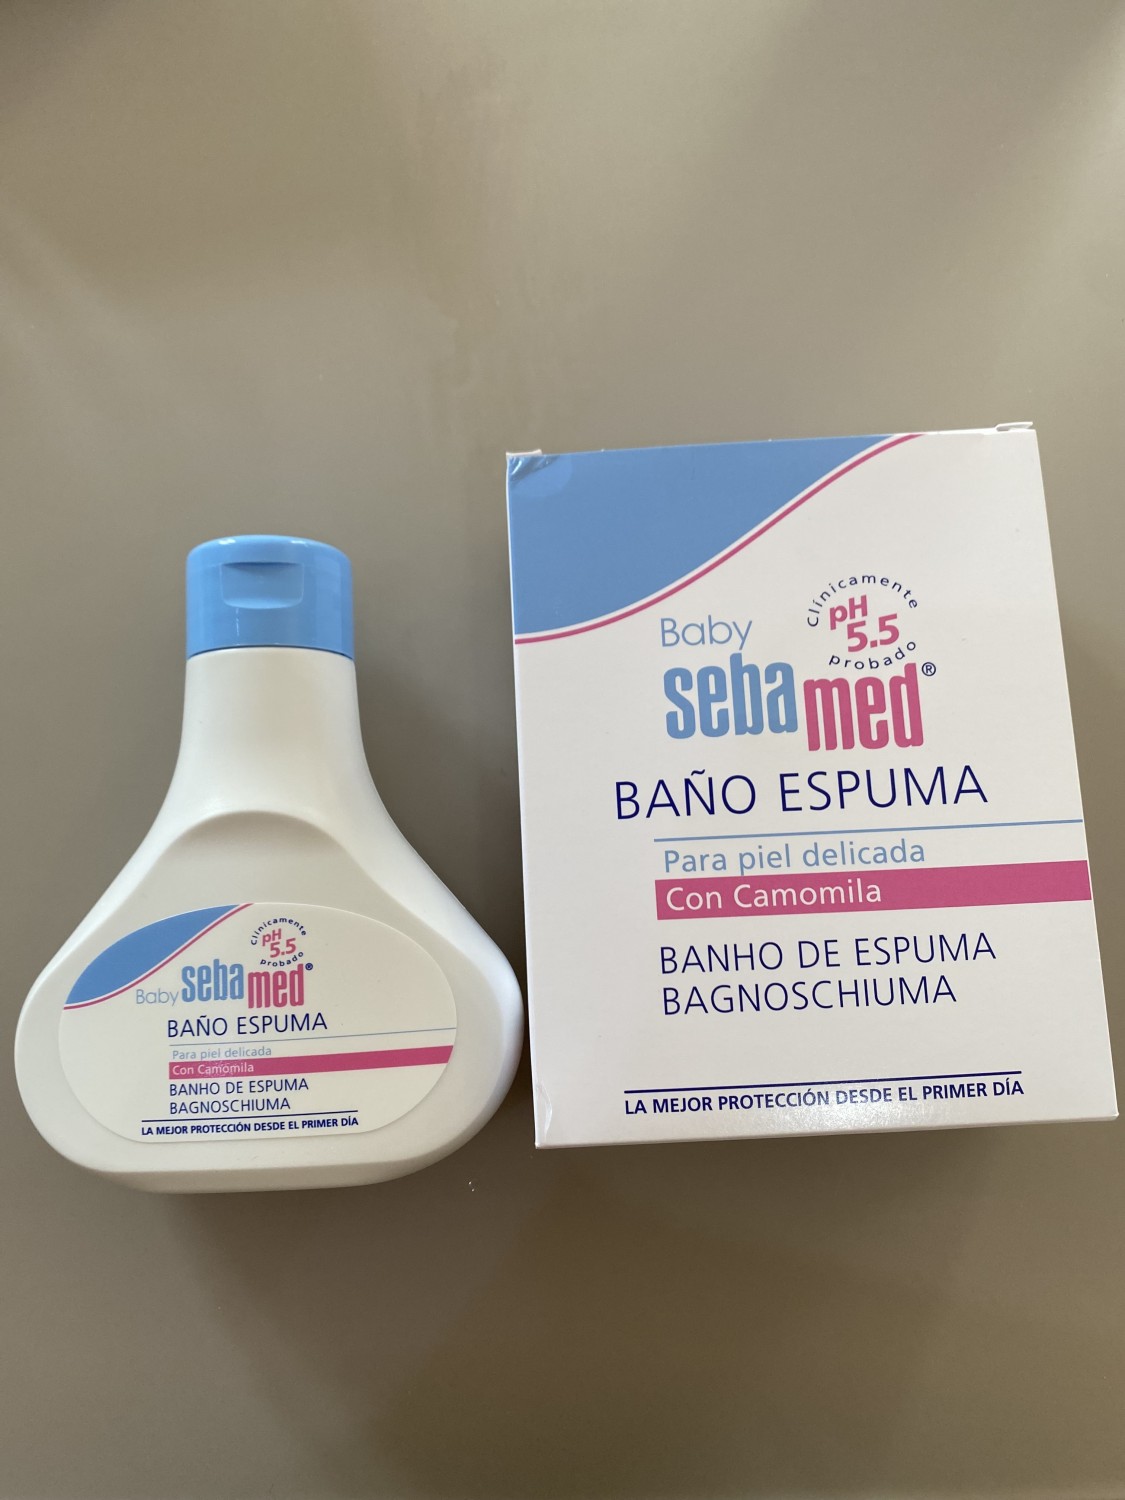 Clínicamente
pH
5.5
probado
Baby sebamed®
BAÑO ESPUMA
Para piel delicada
Con Camomila
BANHO DE ESPUMA
BAGNOSCHIUMA
LA MEJOR PROTECCIÓN DESDE EL PRIMER DÍA
Clínicamente
pH
5.5
probado
Baby
sebamed®
BAÑO ESPUMA
Para piel delicada
Con Camomila
BANHO DE ESPUMA
BAGNOSCHIUMA
LA MEJOR PROTECCIÓN DESDE EL PRIMER DÍA